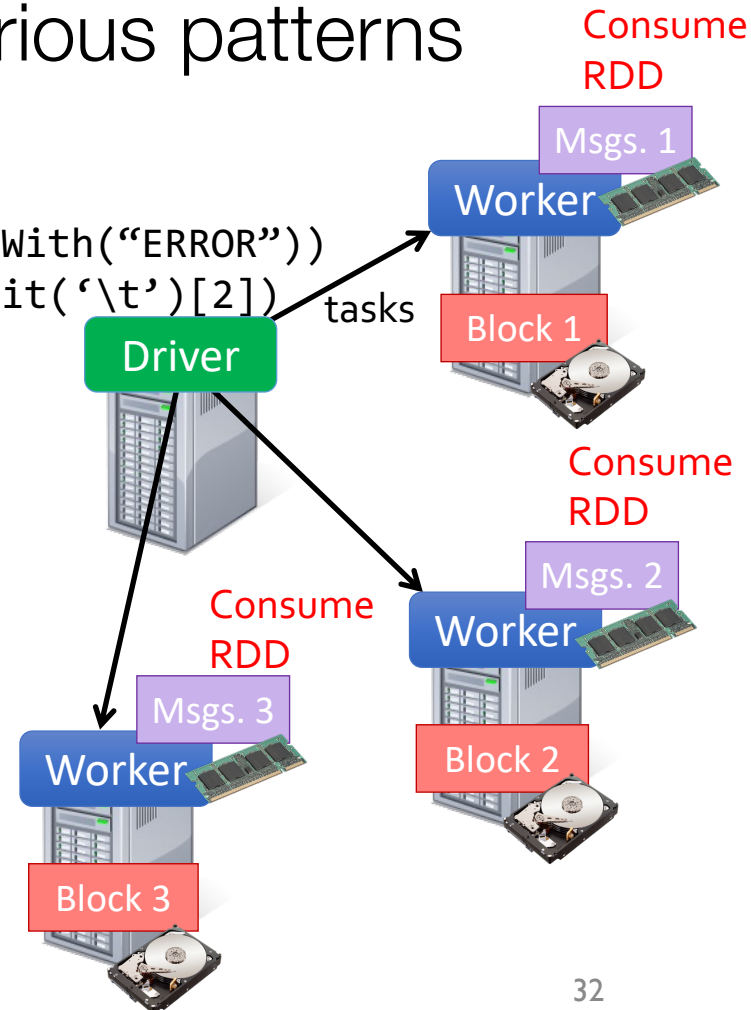 rious patterns
Consume
RDD
Msgs. 1
Worker
With(“ERROR”))
it(‘\t’)[2])
tasks
Block 1
Driver
Consume
RDD
Msgs. 2
Worker
Consume
RDD
Msgs. 3
Block 2
Worker
Block 3
32